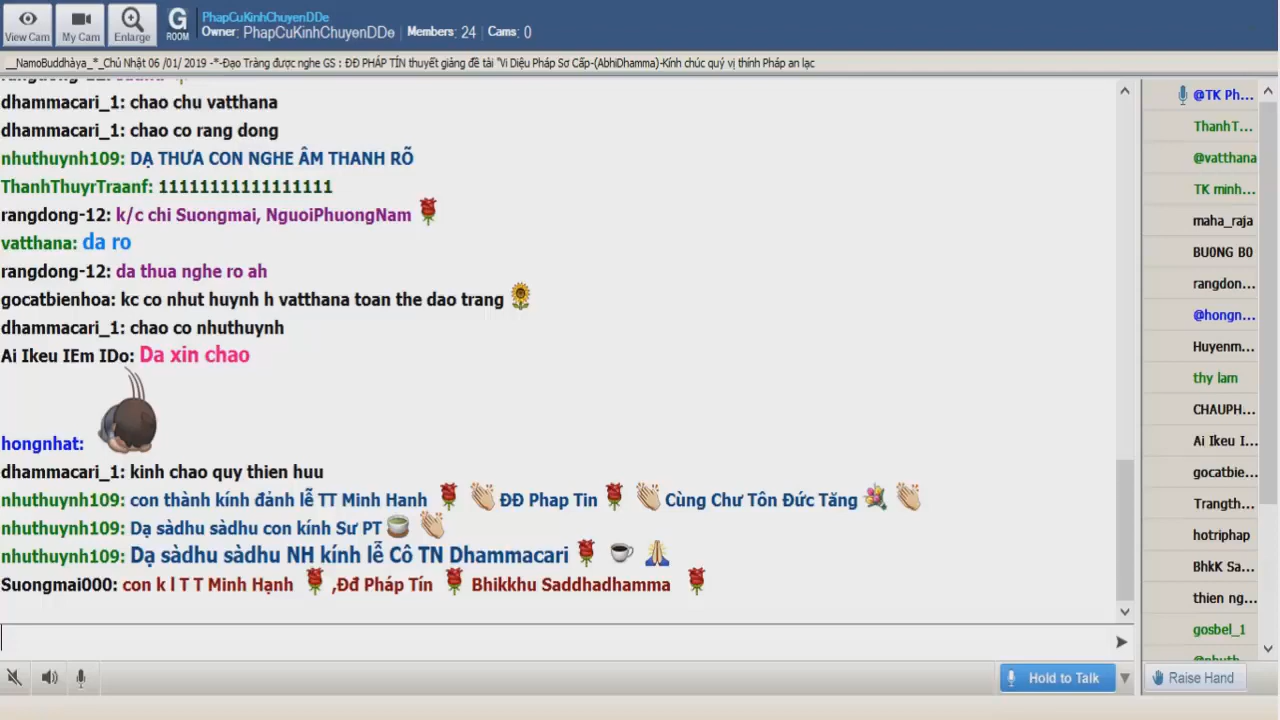 View Cam
My Cam
Enlarge
G
ROOM
PhapCuKinhChuyenDDe
Owner: PhapCuKinhChuyenDDe Members: 24 Cams: 0
__NamoBuddhàya_*_Chủ Nhật 06 /01/ 2019 -*-Đạo Tràng được nghe GS : ĐĐ PHÁP TÍN thuyết giảng đề tài "Vi Diệu Pháp Sơ Cấp-(AbhiDhamma)-Kính chúc quý vị thính Pháp an lạc
dhammacari_1: chao chu vatthana
dhammacari_1: chao co rang dong
nhuthuynh109: DẠ THƯA CON NGHE ÂM THANH RÕ
ThanhThuyrTraanf: 11111111111111111
rangdong-12: k/c chi Suongmai, NguoiPhuongNam
vatthana: da ro
rangdong-12: da thua nghe ro ah
gocatbienhoa: kc co nhut huynh h vatthana toan the dao trang
dhammacari_1: chao co nhuthuynh
Ai Ikeu IEm IDo: Da xin chao
hongnhat:
dhammacari_1: kinh chao quy thien huu
nhuthuynh109: con thành kính đảnh lễ TT Minh Hanh ĐĐ Phap Tin Cùng Chư Tôn Đức Tăng
nhuthuynh109: Dạ sàdhu sàdhu con kính Sư PT
nhuthuynh109: Dạ sàdhu sàdhu NH kính lễ Cô TN Dhammacari
Suongmai000: con k l T T Minh Hạnh ,Đđ Pháp Tín Bhikkhu Saddhadhamma
Hold to Talk
@TK Ph...
ThanhT...
@vatthana
TK minh...
maha_raja
BU0NG B0
rangdon...
@hongn...
Huyenm...
thy lam
CHAUPH...
Ai Ikeu I...
gocatbie...
Trangth...
hotriphap
BhkK Sa...
thien ng...
gosbel_1
Raise Hand